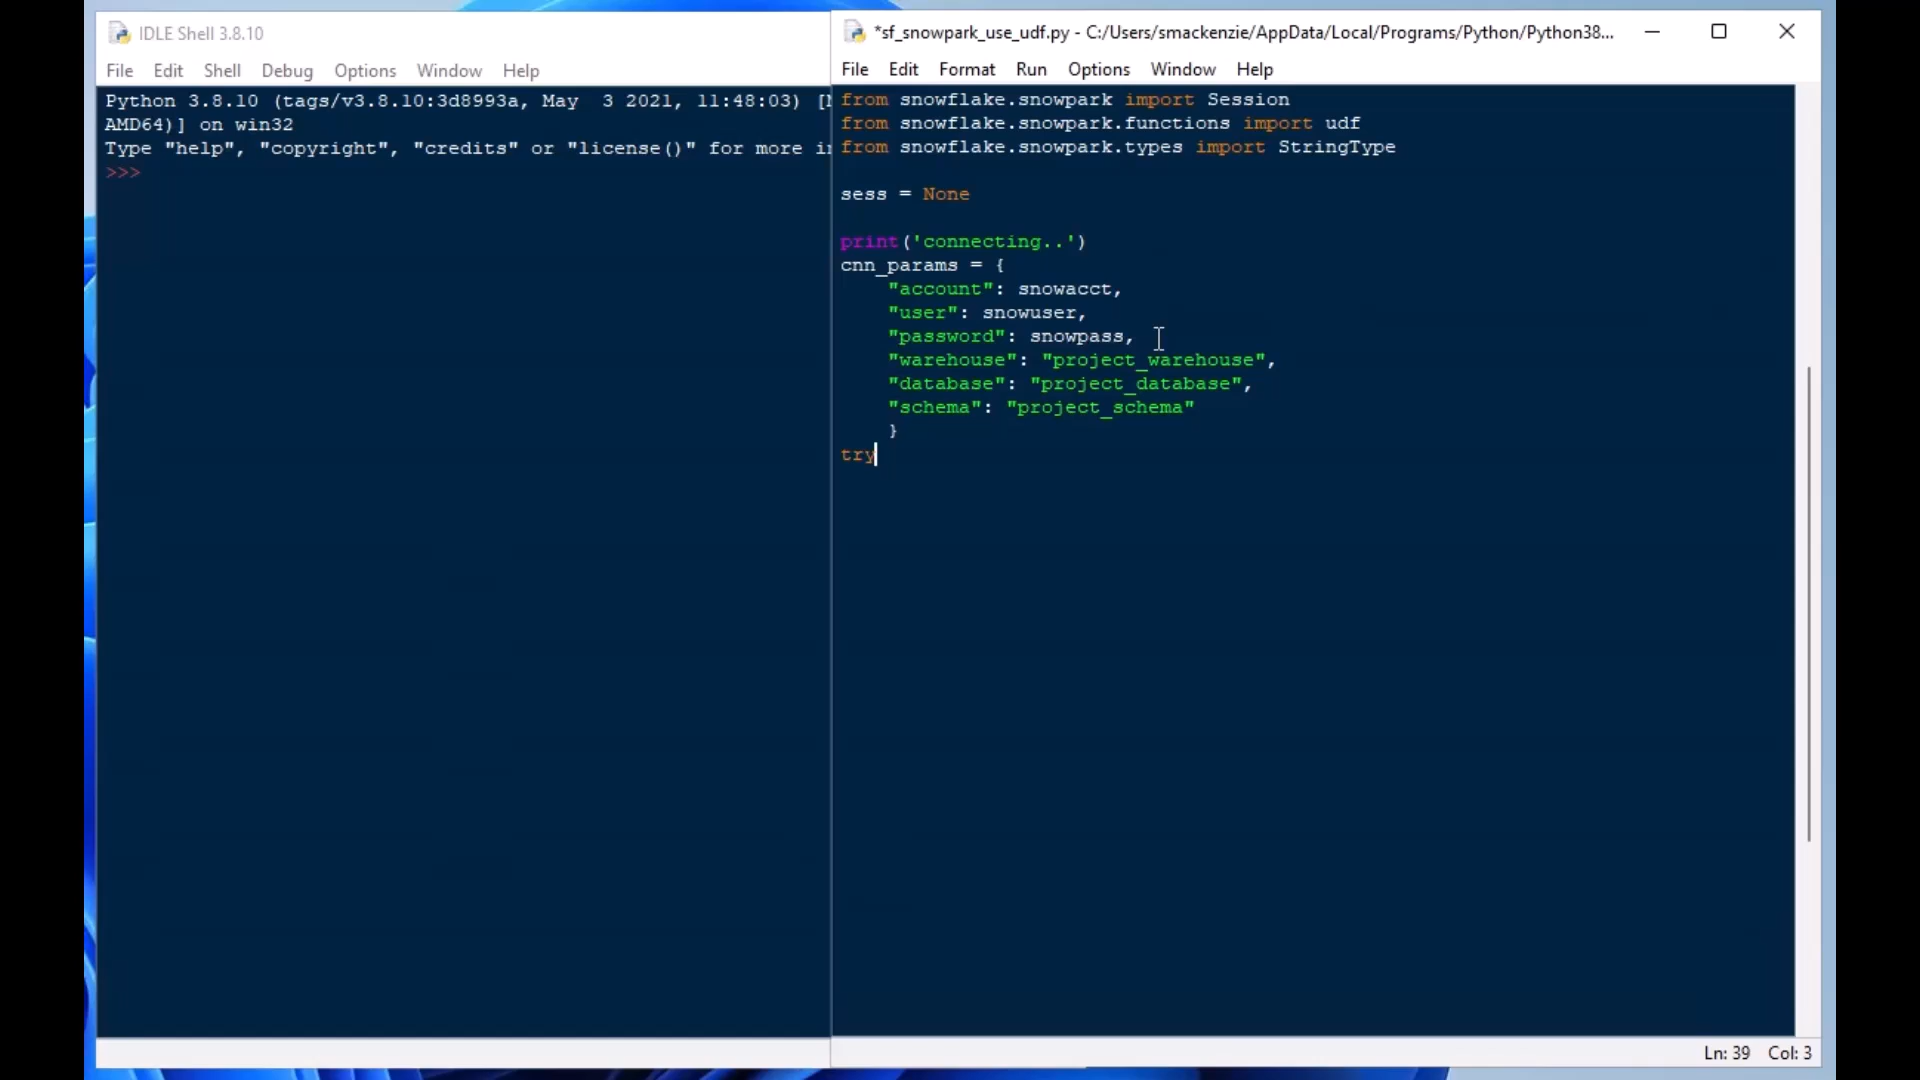 IDLE Shell 3.8.10
File Edit Shell Debug Options Window Help
Python 3.8.10 (tags/v3.8.10:3d8993a, May  3 2021, 11:48:03) [
AMD64)] on win32
Type "help", "copyright", "credits" or "license()" for more
>>>
*sf_snowpark_use_udf.py - C:/Users/smackenzie/AppData/Local/Programs/Python/Python38...
File Edit Format Run Options Window Help
from snowflake.snowpark import Session
from snowflake.snowpark.functions import udf
from snowflake.snowpark.types import StringType
sess = None
print('connecting..')
cnn_params = {
    "account": snowacct,
    "user": snowuser,
    "password": snowpass,
    "warehouse": "project_warehouse",
    "database": "project_database",
    "schema": "project_schema"
    }
try
Ln: 39 Col: 3